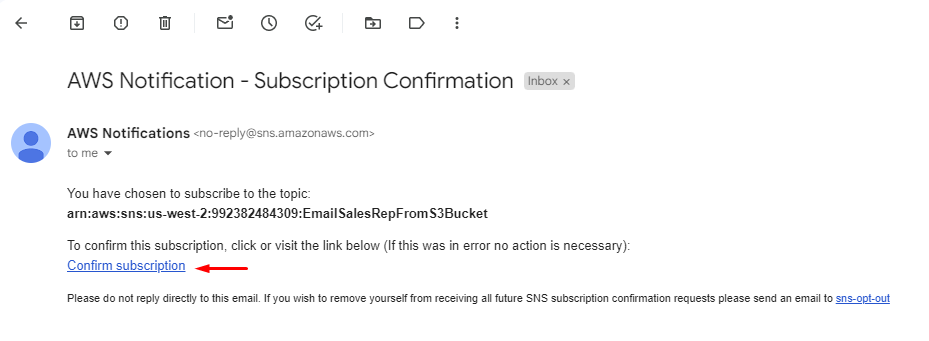 AWS Notification - Subscription Confirmation Inbox ×
AWS Notifications <no-reply@sns.amazonaws.com>
to me
You have chosen to subscribe to the topic:
arn:aws:sns:us-west-2:992382484309:EmailSalesRepFromS3Bucket
To confirm this subscription, click or visit the link below (If this was in error no action is necessary):
Confirm subscription
Please do not reply directly to this email. If you wish to remove yourself from receiving all future SNS subscription confirmation requests please send an email to sns-opt-out